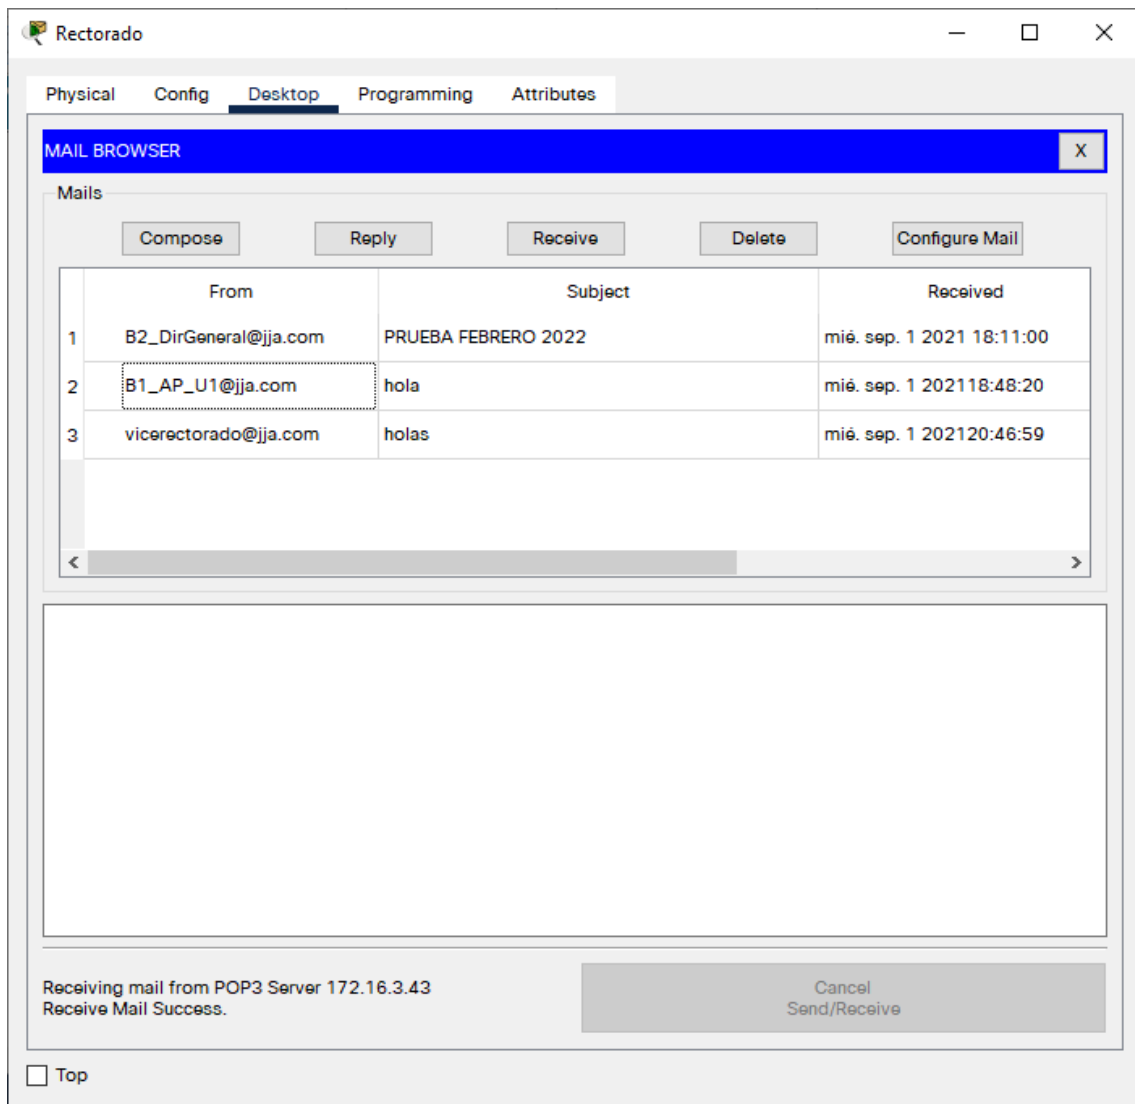 Rectorado
Physical Config Desktop Programming Attributes
MAIL BROWSER X
Mails
Compose Reply Receive Delete Configure Mail
From Subject Received
1 B2_DirGeneral@jja.com PRUEBA FEBRERO 2022 mié. sep. 1 2021 18:11:00
2 B1_AP_U1@jja.com hola mié. sep. 1 202118:48:20
3 vicerectorado@jja.com holas mié. sep. 1 202120:46:59
Receiving mail from POP3 Server 172.16.3.43
Receive Mail Success.
Cancel
Send/Receive
Top